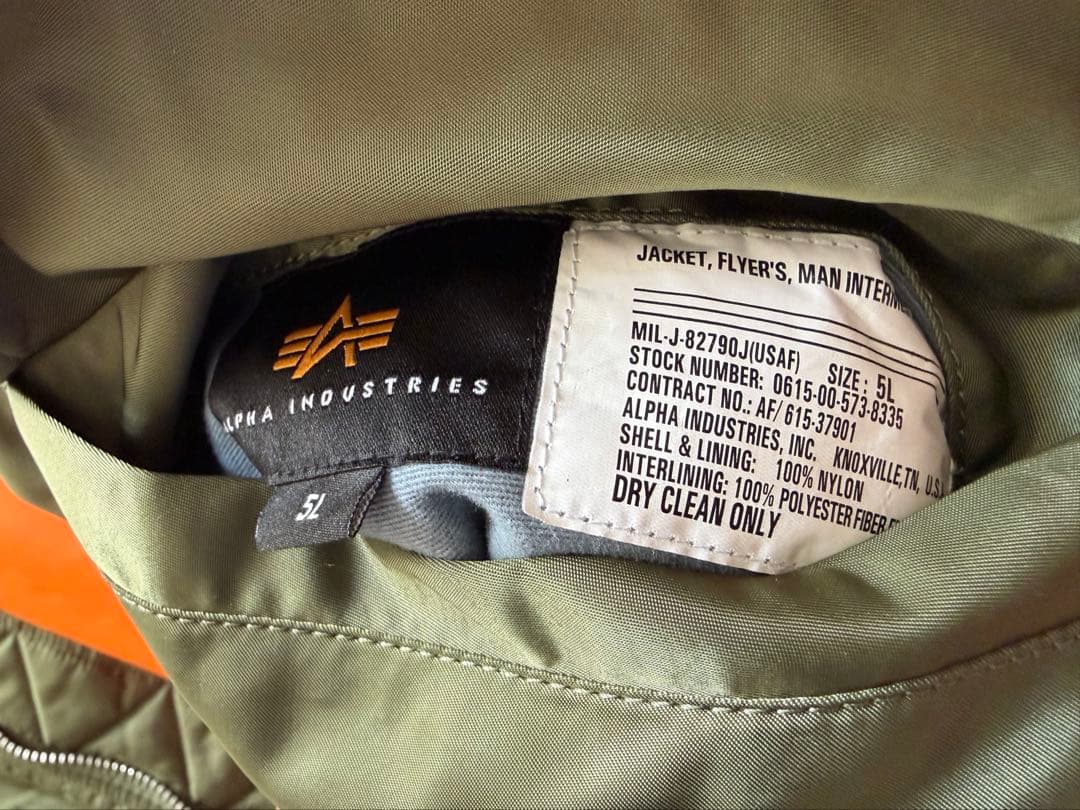 ALPHA INDUSTRIES
5L
JACKET, FLYER'S, MAN
MIL-J-82790J(USAF) SIZE: 5L
STOCK NUMBER: 0615-00-573-8335
CONTRACT NO.: AF/ 615-37901
ALPHA INDUSTRIES, INC. KNOXVILLE,TN, U.S.
SHELL & LINING: 100% NYLON
INTERLINING: 100% POLYESTER FIBER
DRY CLEAN ONLY